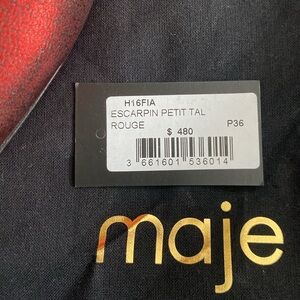 H16FIA
ESCARPIN PETIT TAL
ROUGE P36
$ 480
3 661601 536014
maje